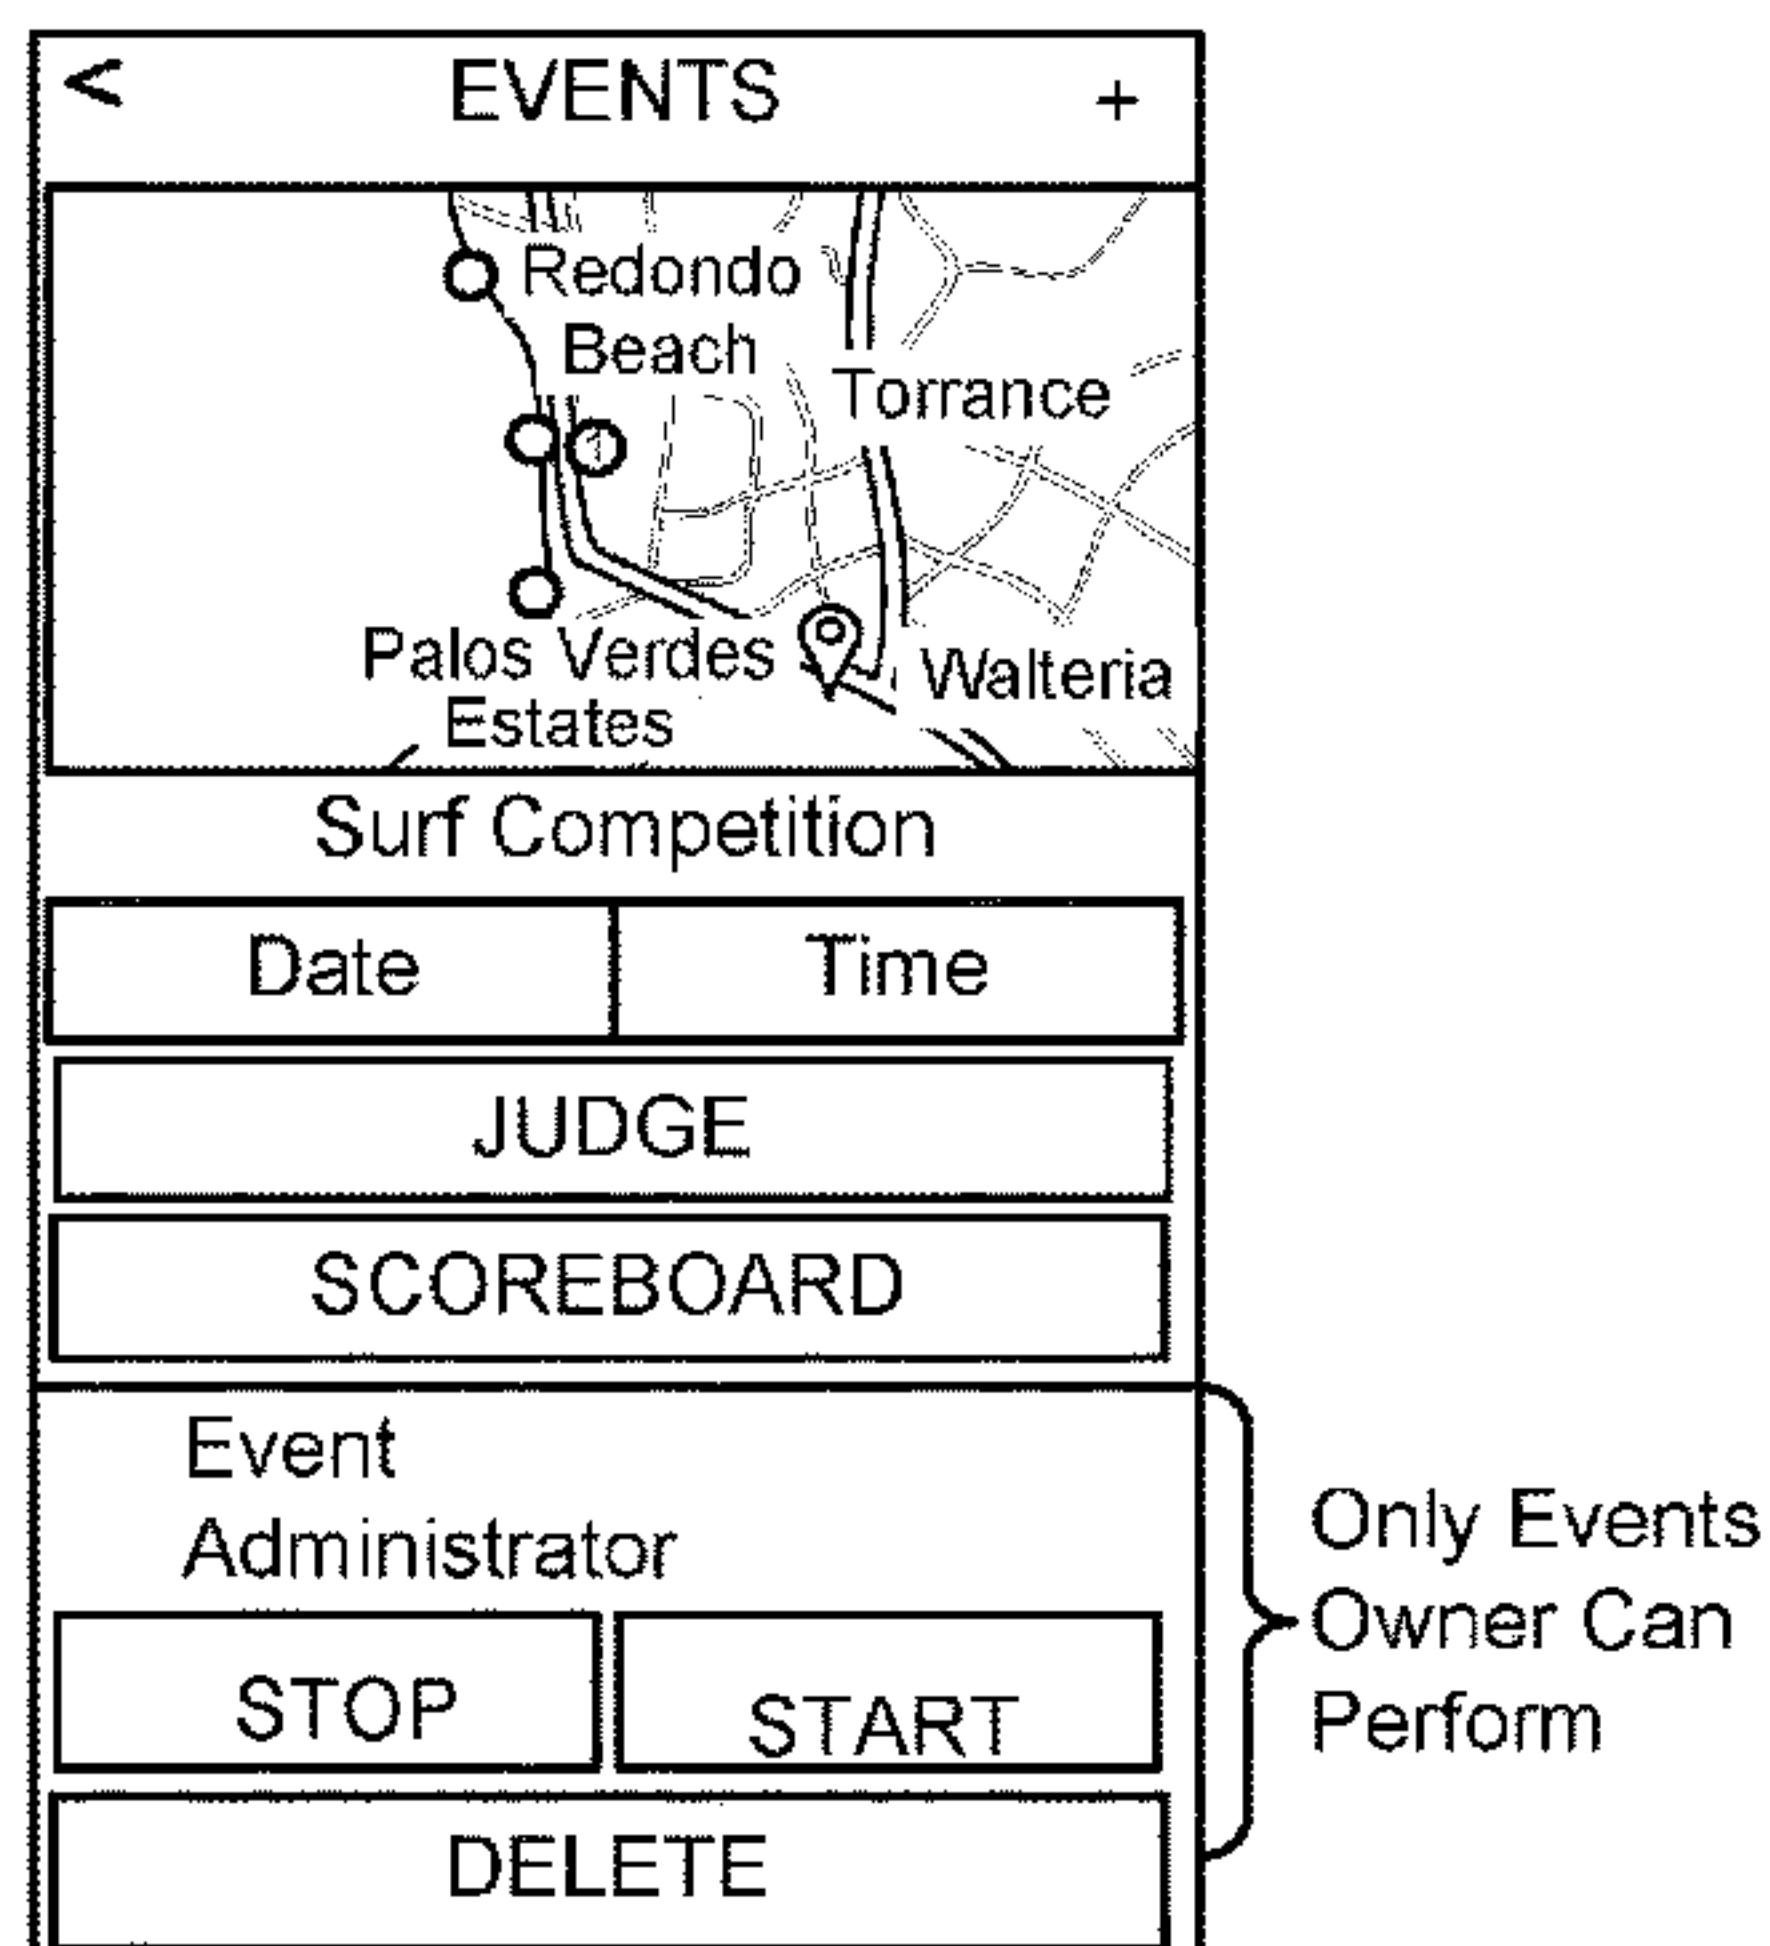 < EVENTS +
Redondo
Beach
Torrance
Palos Verdes
Estates
Walteria
Surf Competition
Date Time
JUDGE
SCOREBOARD
Event
Administrator
STOP START
DELETE
Only Events
Owner Can
Perform